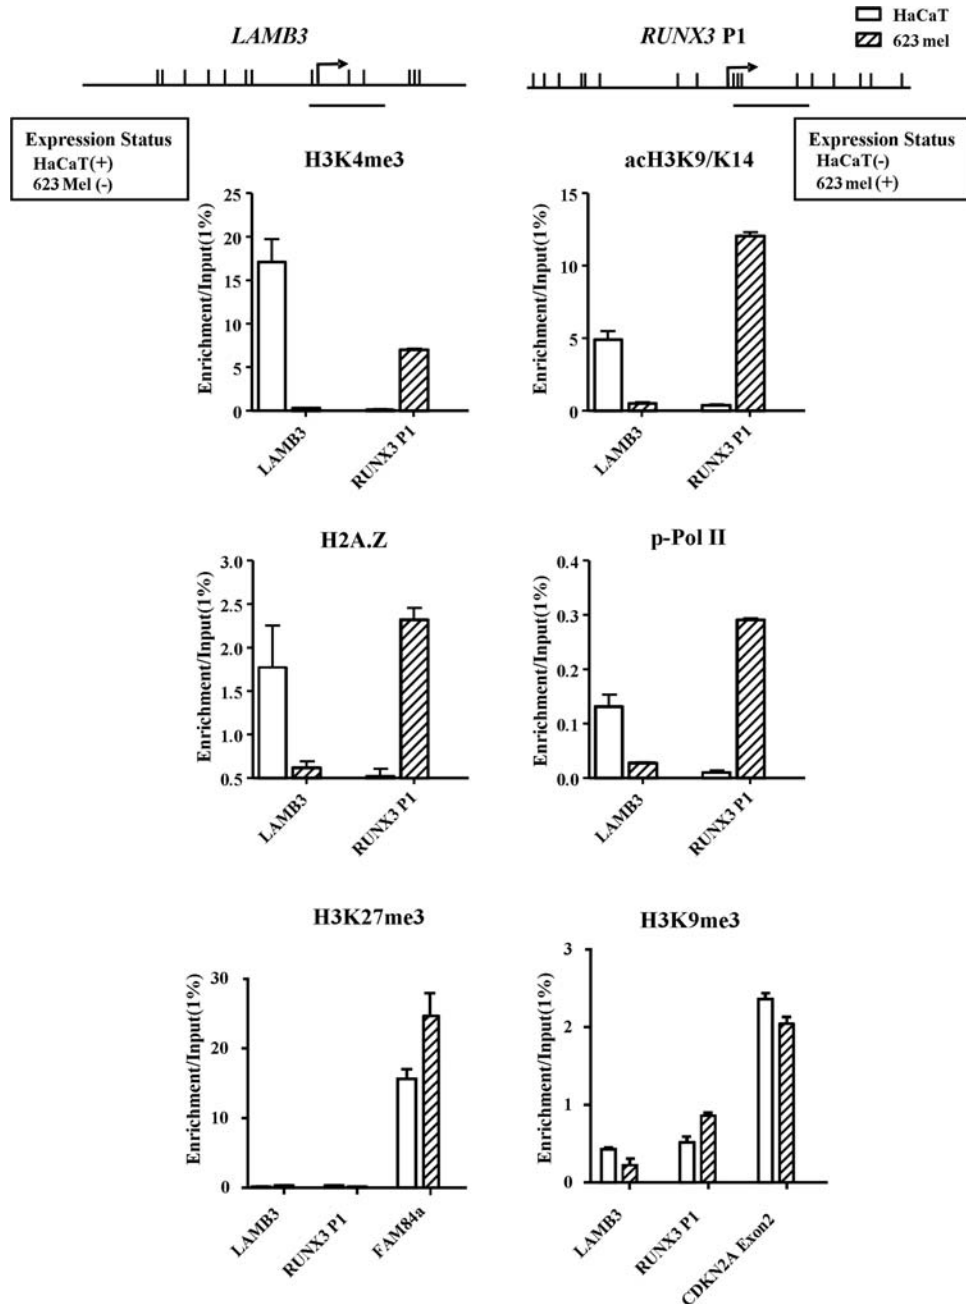 HaCaT
623 mel
LAMB3
RUNX3 P1
Expression Status
HaCaT(+)
623 Mel (-)
Expression Status
HaCaT(-)
623 mel (+)
H3K4me3
Enrichment/Input(1%)
25
20
15
10
5
0
LAMB3
RUNX3 P1
acH3K9/K14
Enrichment/Input(1%)
15
10
5
0
LAMB3
RUNX3 P1
H2A.Z
Enrichment/Input(1%)
3.0
2.5
2.0
1.5
1.0
0.5
LAMB3
RUNX3 P1
p-Pol II
Enrichment/Input(1%)
0.4
0.3
0.2
0.1
0.0
LAMB3
RUNX3 P1
H3K27me3
Enrichment/Input(1%)
30
20
10
0
LAMB3
RUNX3 P1
FAM84a
H3K9me3
Enrichment/Input(1%)
3
2
1
0
LAMB3
RUNX3 P1
CDKN2A Exon2